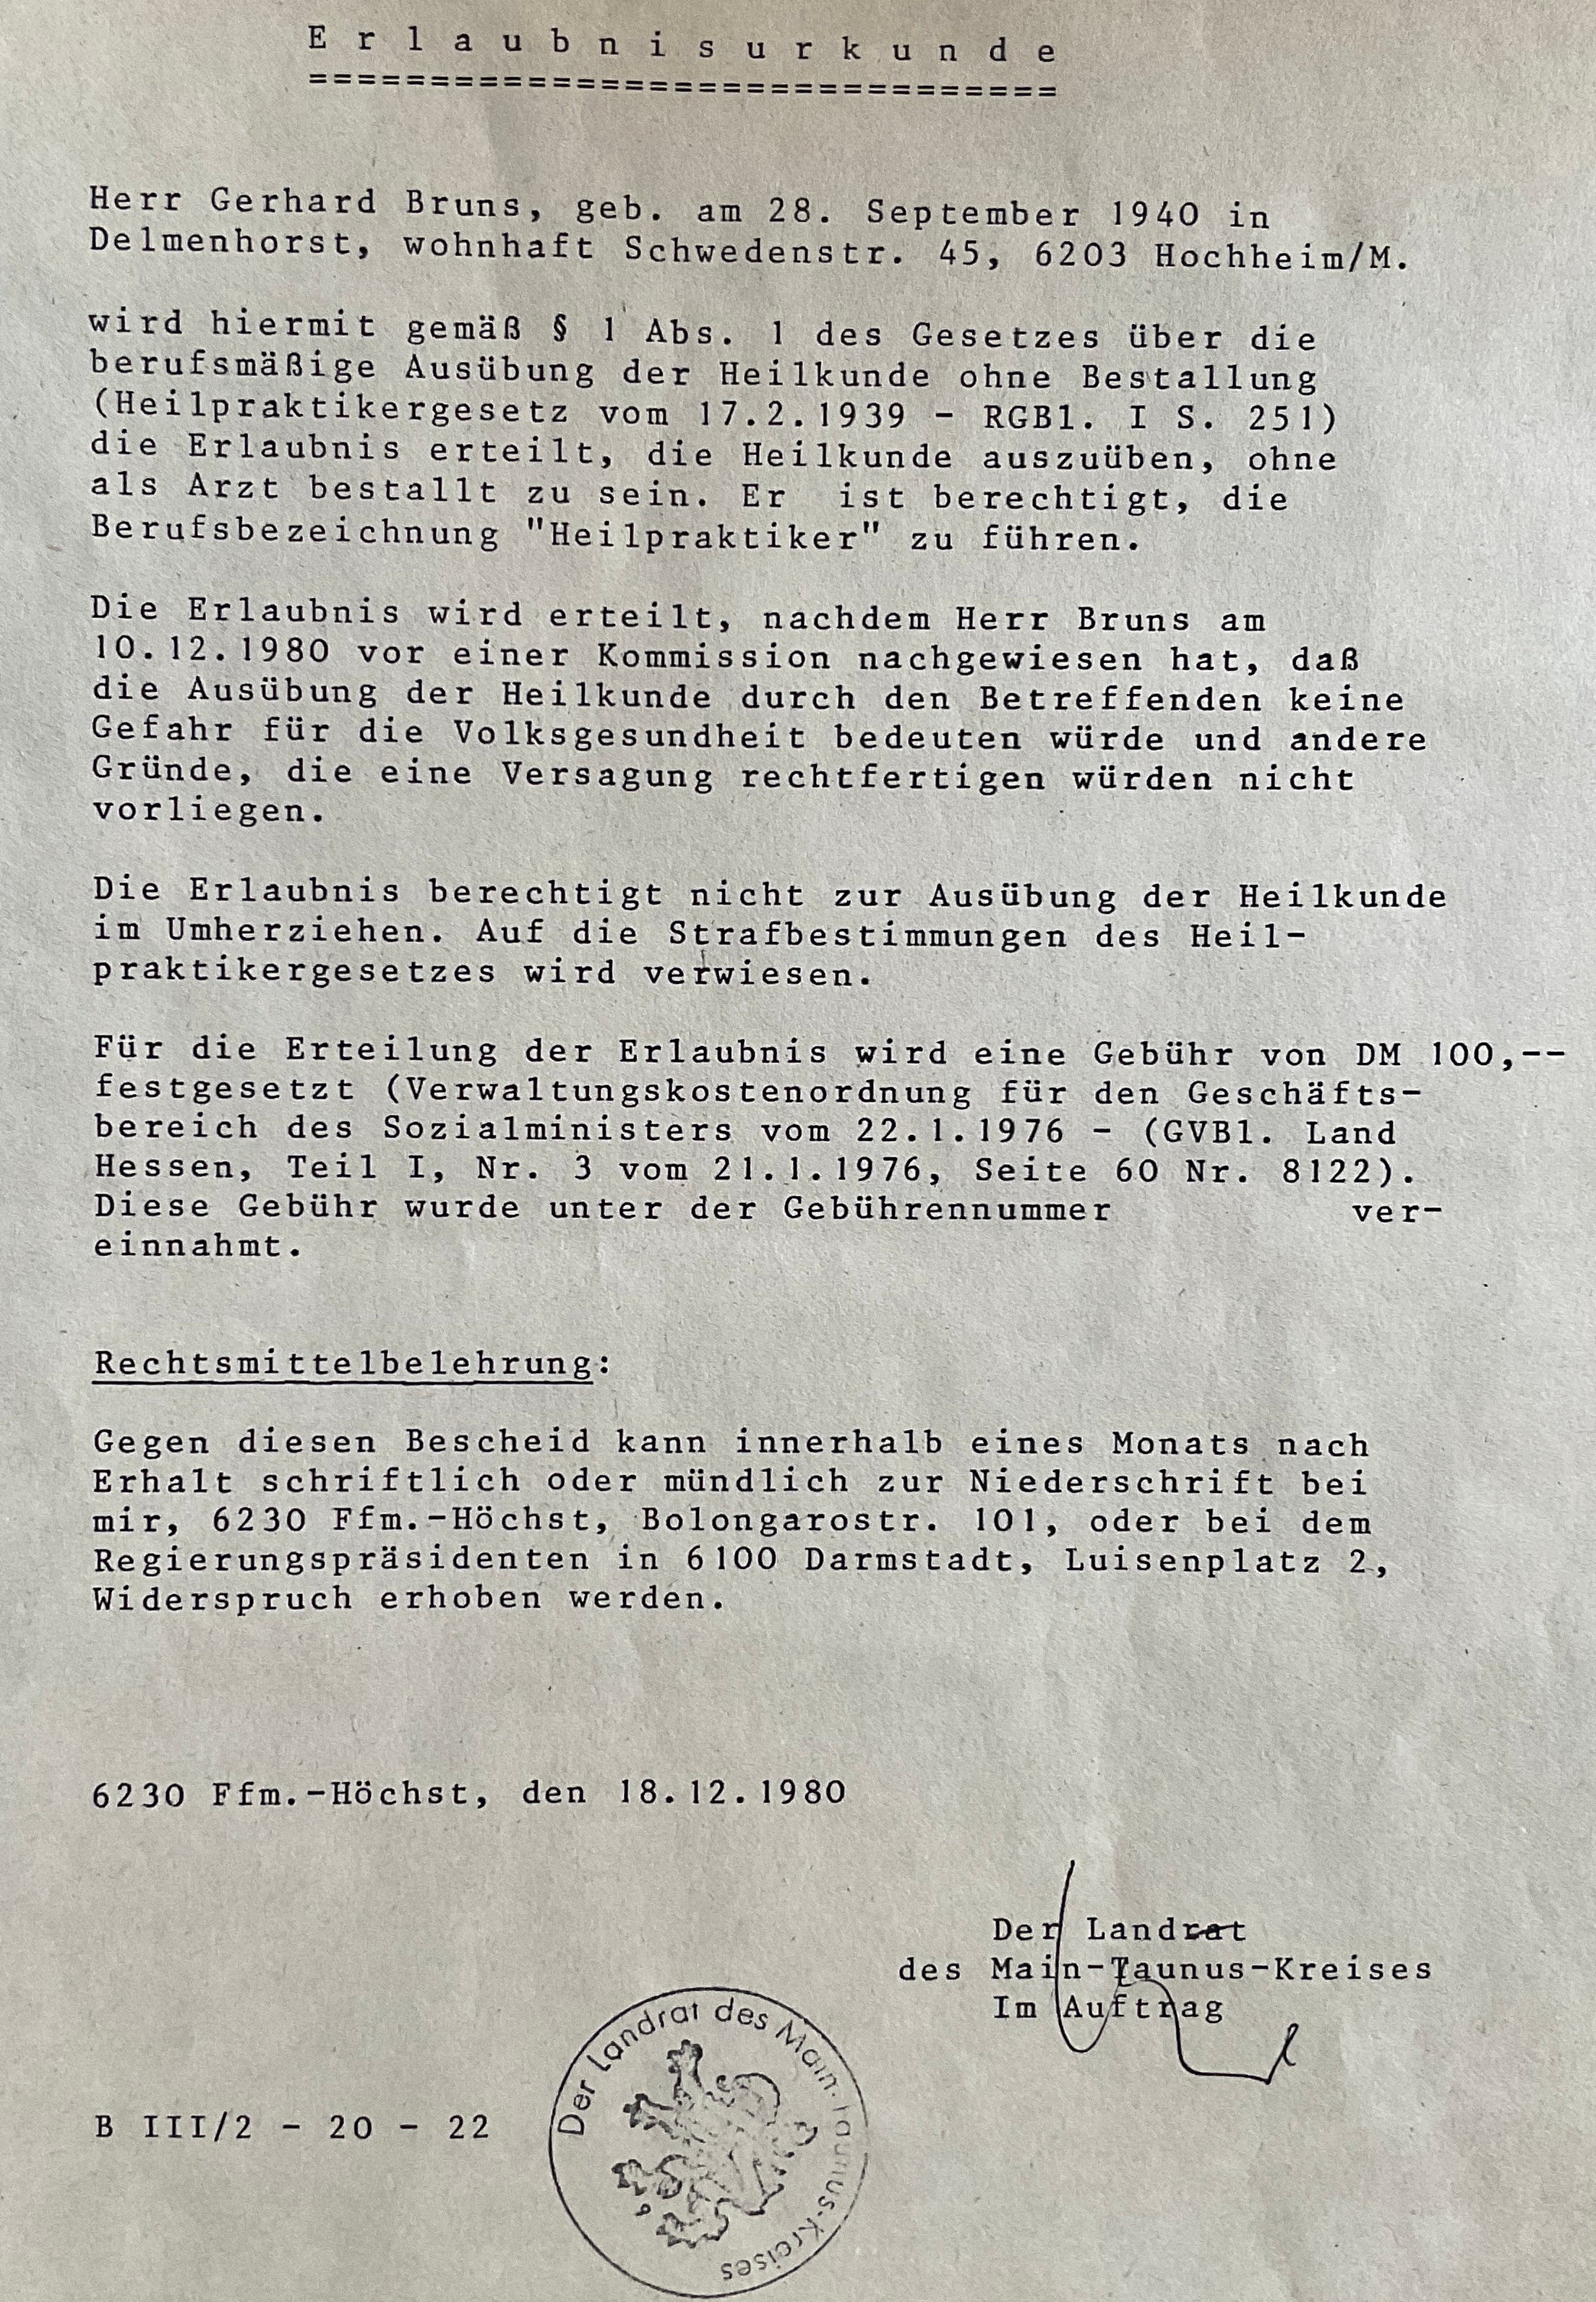 E r l a u b n i s u r k u n d e
===============================
Herr Gerhard Bruns, geb. am 28. September 1940 in
Delmenhorst, wohnhaft Schwedenstr. 45, 6203 Hochheim/M.
wird hiermit gemäß § 1 Abs. 1 des Gesetzes über die
berufsmäßige Ausübung der Heilkunde ohne Bestallung
(Heilpraktikergesetz vom 17.2.1939 - RGBl. I S. 251)
die Erlaubnis erteilt, die Heilkunde auszuüben, ohne
als Arzt bestallt zu sein. Er ist berechtigt, die
Berufsbezeichnung "Heilpraktiker" zu führen.
Die Erlaubnis wird erteilt, nachdem Herr Bruns am
10.12.1980 vor einer Kommission nachgewiesen hat, daß
die Ausübung der Heilkunde durch den Betreffenden keine
Gefahr für die Volksgesundheit bedeuten würde und andere
Gründe, die eine Versagung rechtfertigen würden nicht
vorliegen.
Die Erlaubnis berechtigt nicht zur Ausübung der Heilkunde
im Umherziehen. Auf die Strafbestimmungen des Heil-
praktikergesetzes wird verwiesen.
Für die Erteilung der Erlaubnis wird eine Gebühr von DM 100,--
festgesetzt (Verwaltungskostenordnung für den Geschäfts-
bereich des Sozialministers vom 22.1.1976 - (GVBl. Land
Hessen, Teil I, Nr. 3 vom 21.1.1976, Seite 60 Nr. 8122).
Diese Gebühr wurde unter der Gebührennummer ver-
einnahmt.
Rechtsmittelbelehrung:
Gegen diesen Bescheid kann innerhalb eines Monats nach
Erhalt schriftlich oder mündlich zur Niederschrift bei
mir, 6230 Ffm.-Höchst, Bolongarostr. 101, oder bei dem
Regierungspräsidenten in 6100 Darmstadt, Luisenplatz 2,
Widerspruch erhoben werden.
6230 Ffm.-Höchst, den 18.12.1980
Der Landrat
des Main-Taunus-Kreises
Im Auftrag
Der Landrat des Main-Taunus-Kreises
B III/2 - 20 - 22